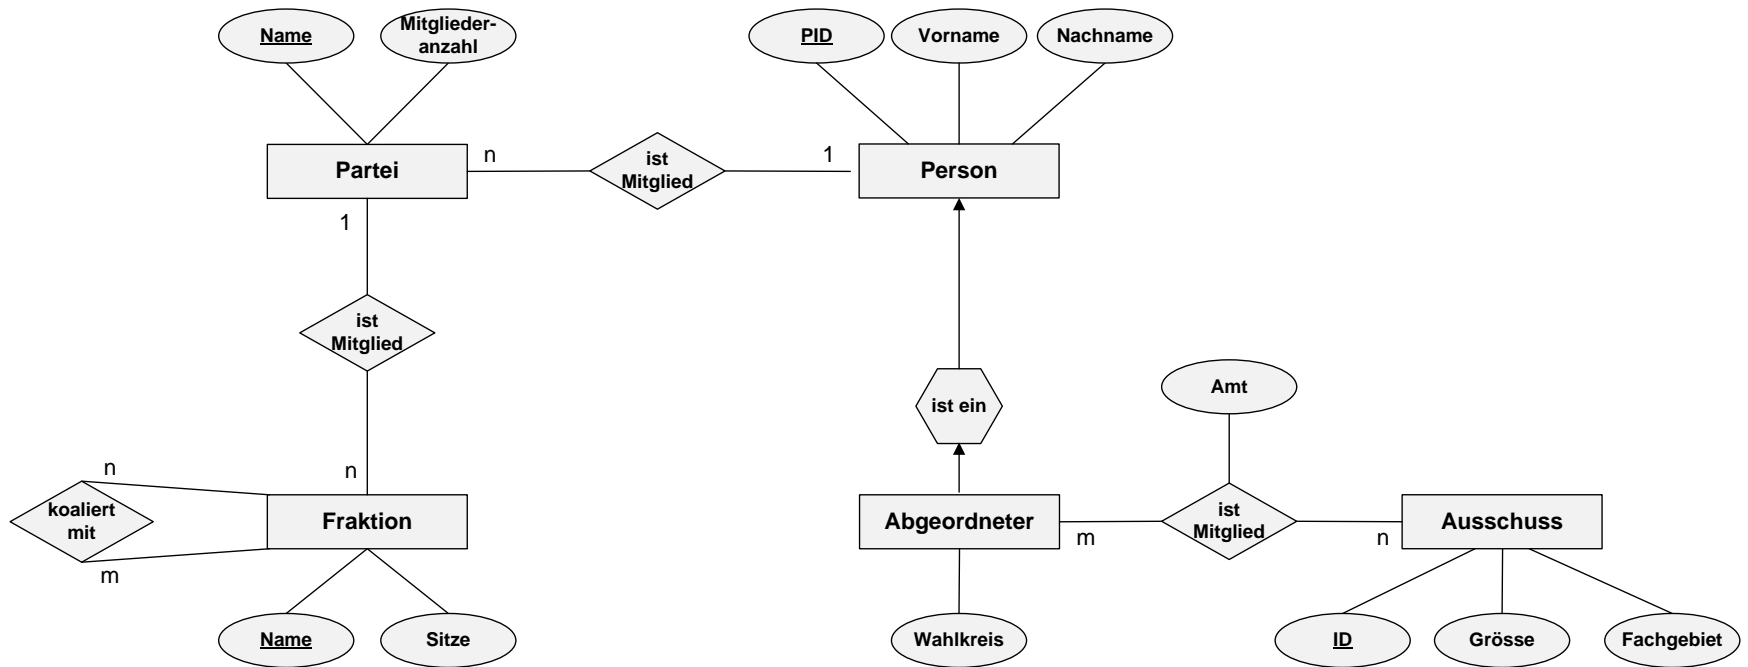 Name
Mitglieder-
anzahl
PID
Vorname
Nachname
Partei
n
ist
Mitglied
1
Person
1
ist
Mitglied
n
ist ein
Amt
n
koaliert
mit
m
Fraktion
Abgeordneter
m
ist
Mitglied
n
Ausschuss
Name
Sitze
Wahlkreis
ID
Grösse
Fachgebiet